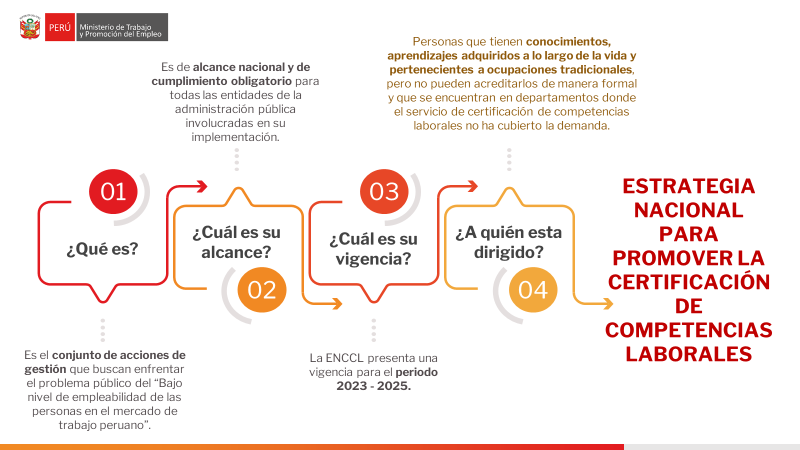 PERÚ
Ministerio de Trabajo
y Promoción del Empleo
01
¿Qué es?
Es el conjunto de acciones de
gestión que buscan enfrentar
el problema público del “Bajo
nivel de empleabilidad de las
personas en el mercado de
trabajo peruano”.
Es de alcance nacional y de
cumplimiento obligatorio para
todas las entidades de la
administración pública
involucradas en su
implementación.
¿Cuál es su
alcance?
02
03
¿Cuál es su
vigencia?
La ENCCL presenta una
vigencia para el periodo
2023 - 2025.
Personas que tienen conocimientos,
aprendizajes adquiridos a lo largo de la vida y
pertenecientes a ocupaciones tradicionales,
pero no pueden acreditarlos de manera formal
y que se encuentran en departamentos donde
el servicio de certificación de competencias
laborales no ha cubierto la demanda.
¿A quién esta
dirigido?
04
ESTRATEGIA
NACIONAL
PARA
PROMOVER LA
CERTIFICACIÓN
DE
COMPETENCIAS
LABORALES